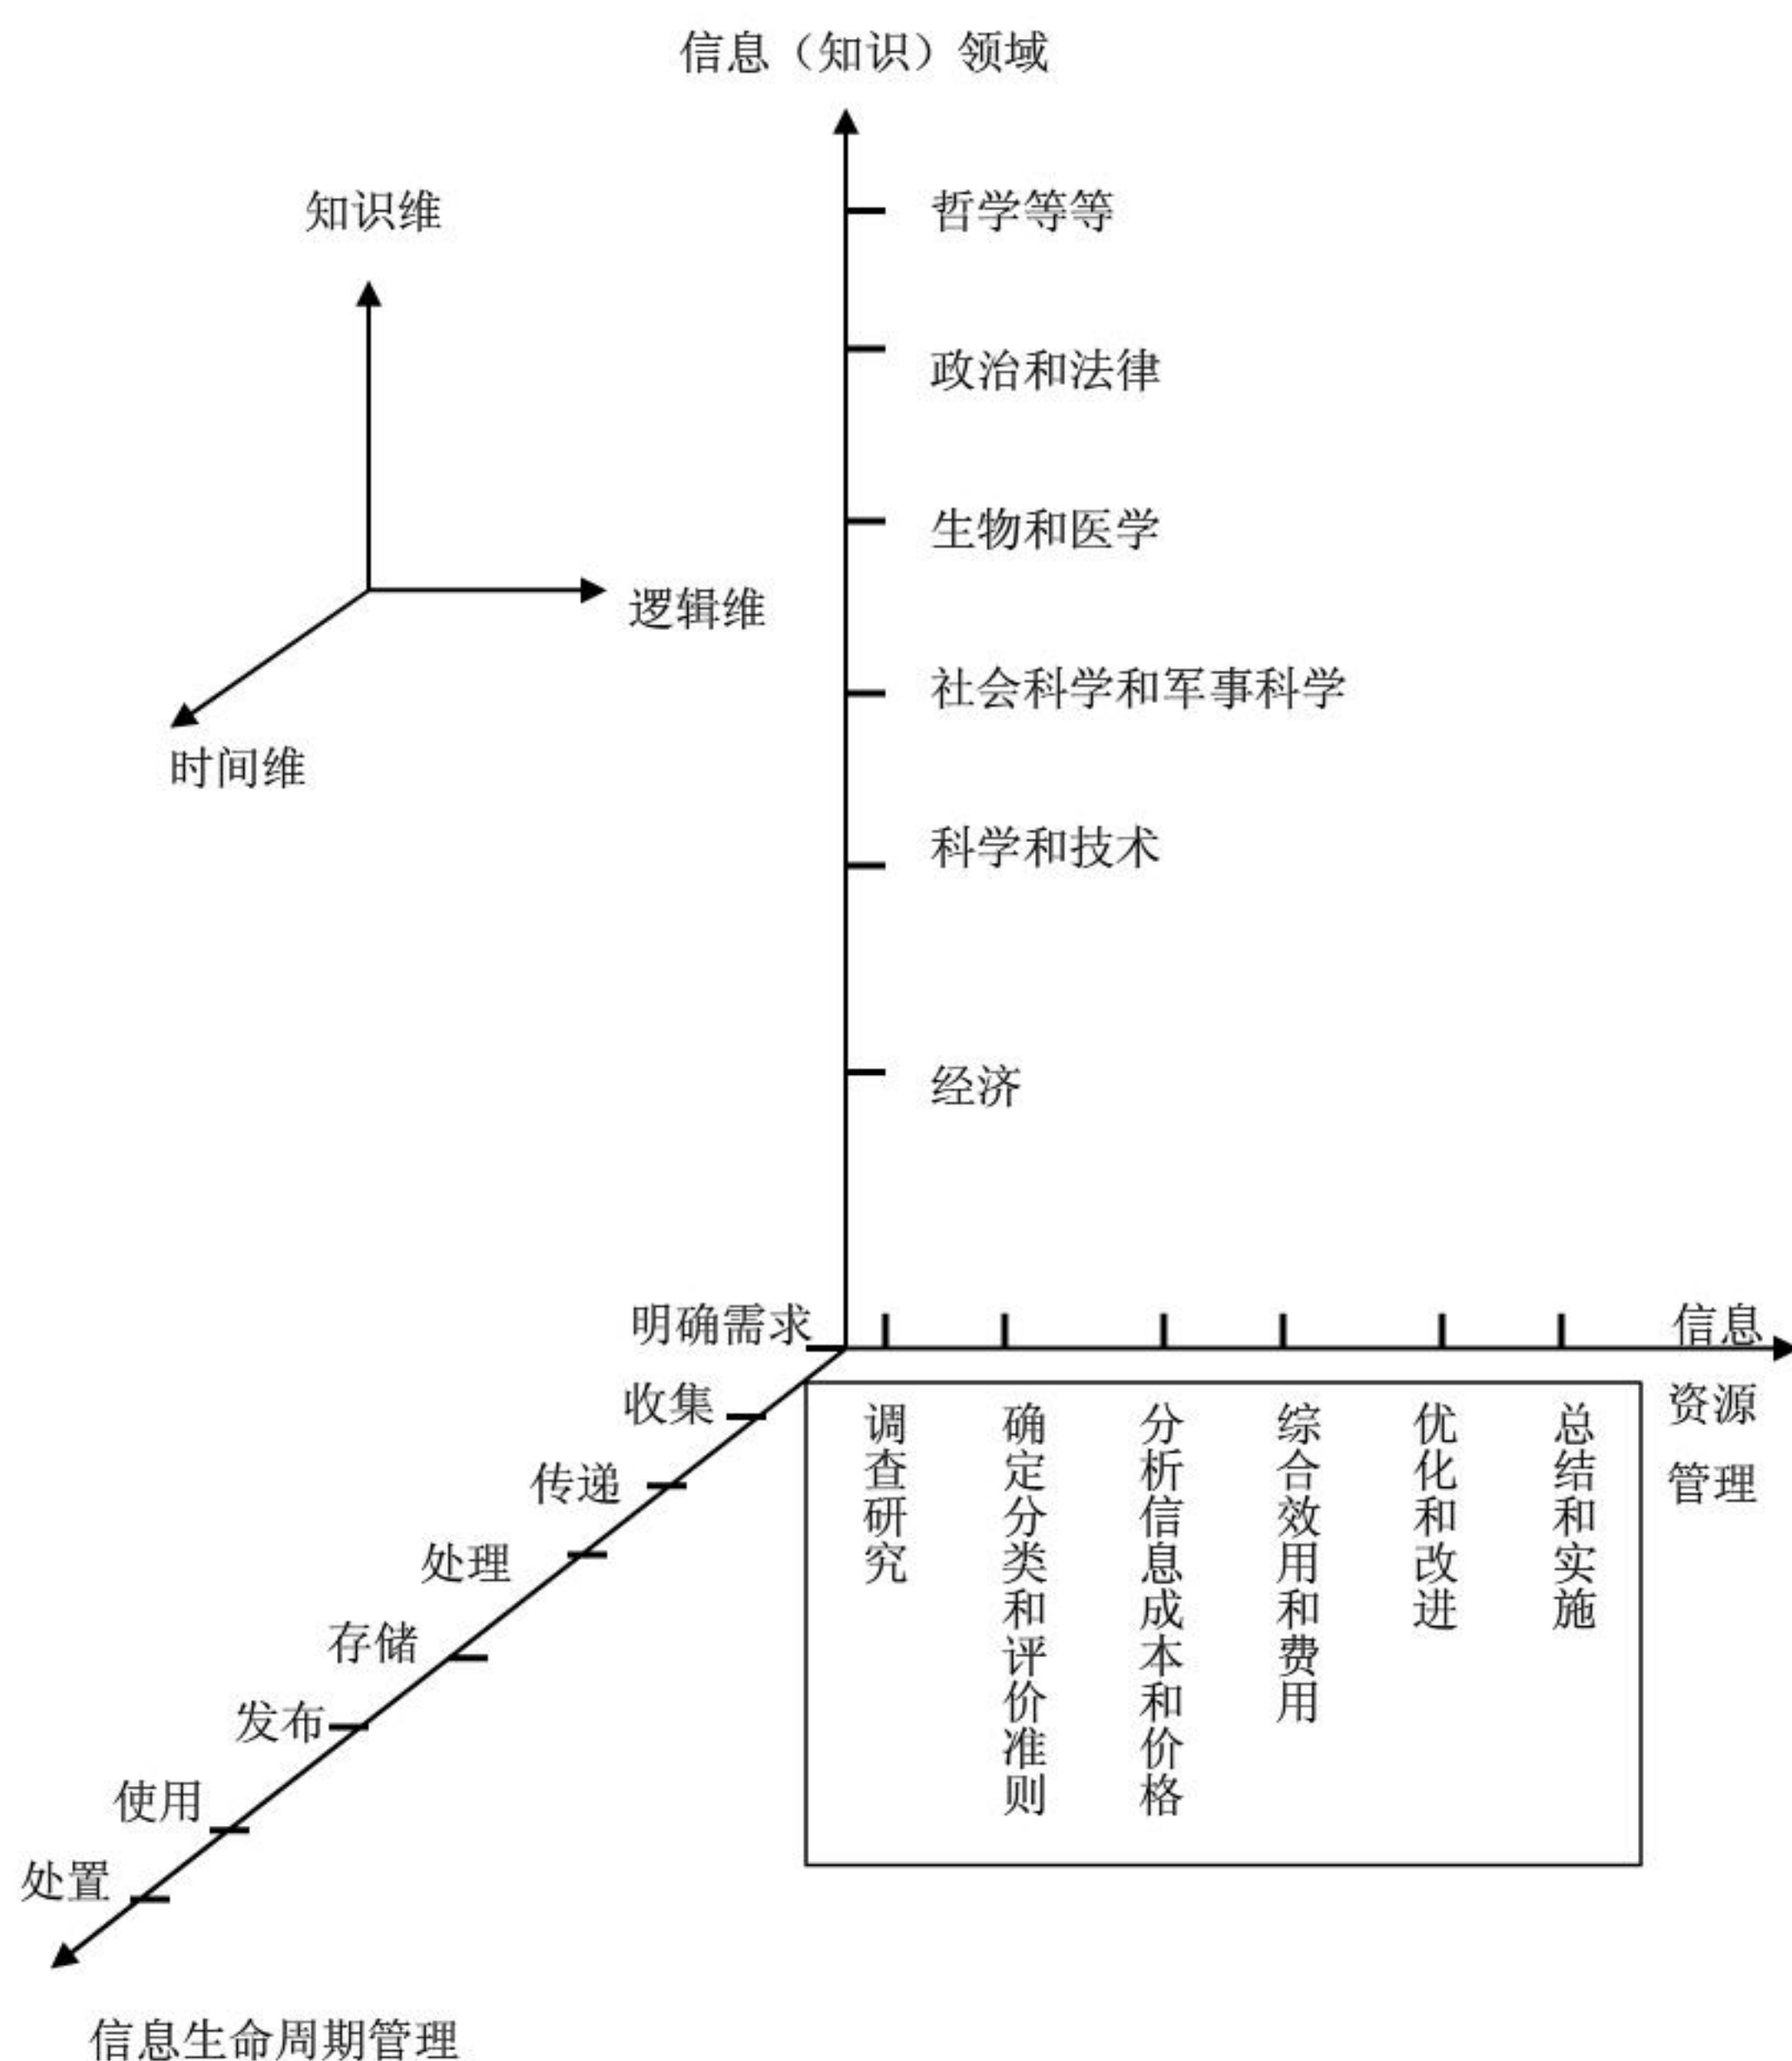 信息（知识）领域
知识维
哲学等等
政治和法律
生物和医学
逻辑维
社会科学和军事科学
时间维
科学和技术
经济
明确需求
收集
传递
处理
存储
发布
使用
处置
信息生命周期管理
调查研究
确定分类和评价准则
分析信息成本和价格
综合效用和费用
优化和改进
总结和实施
信息
资源
管理